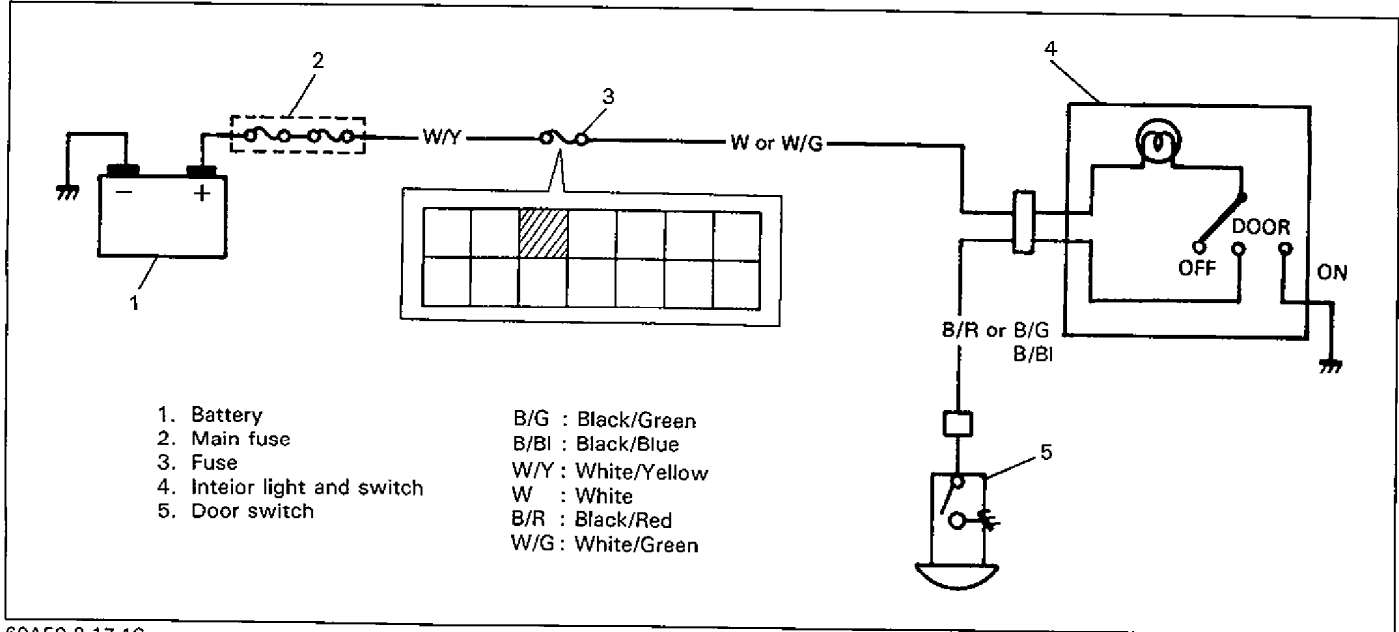 2
3
4
W/Y
W or W/G
− +
DOOR
OFF
ON
1
B/R or B/G
B/Bl
1. Battery
2. Main fuse
3. Fuse
4. Inteior light and switch
5. Door switch
B/G : Black/Green
B/Bl : Black/Blue
W/Y : White/Yellow
W : White
B/R : Black/Red
W/G : White/Green
5